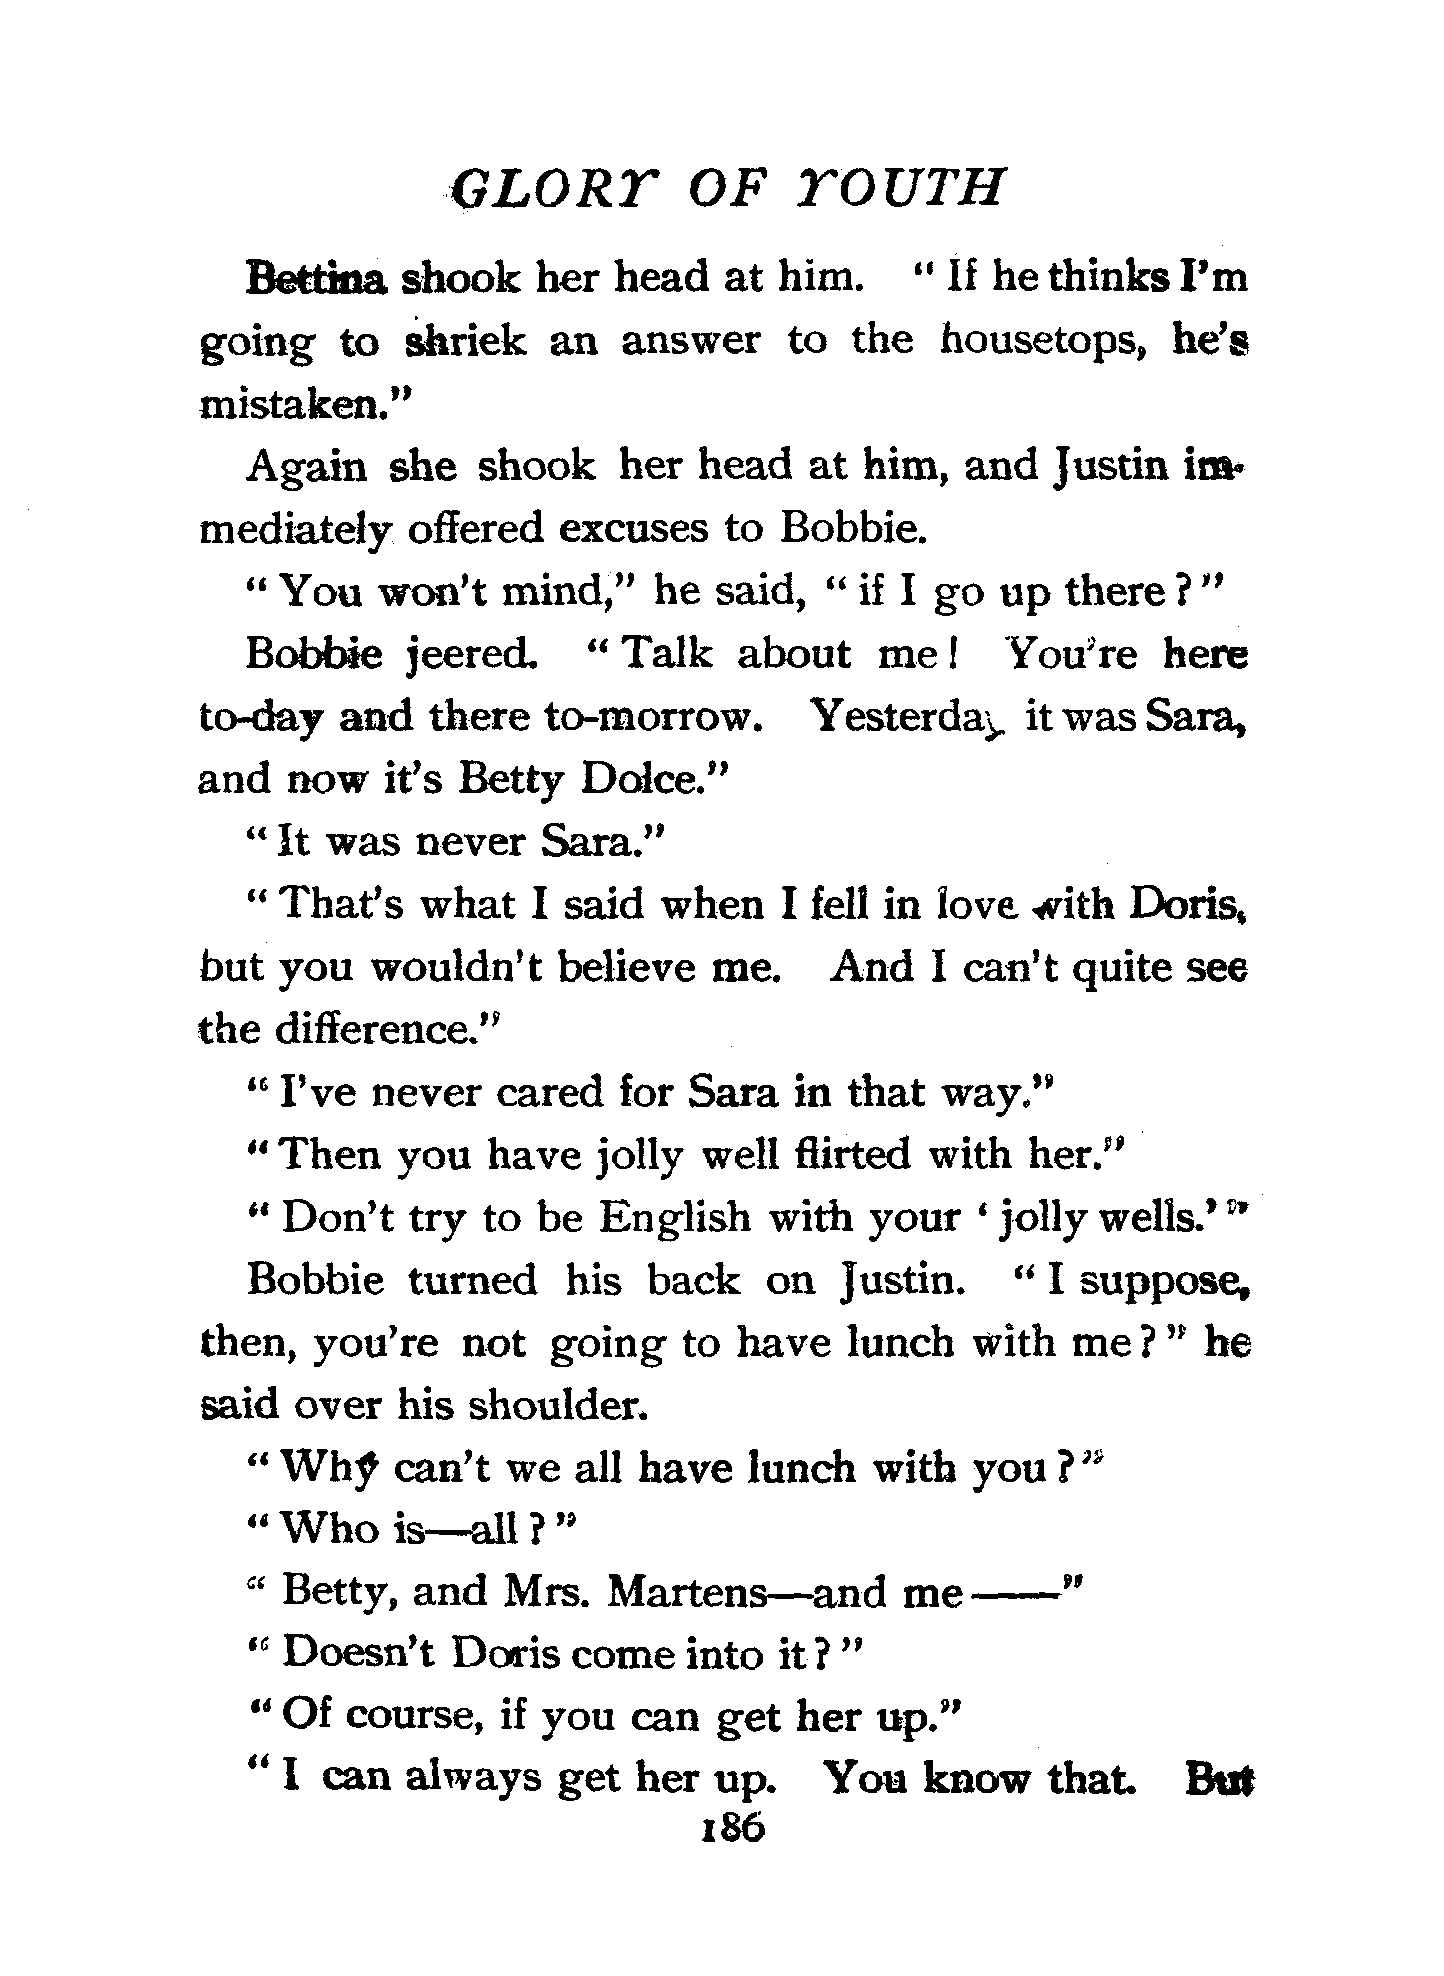 GLORY OF YOUTH
Bettina shook her head at him. " If he thinks I'm
going to shriek an answer to the housetops, he's
mistaken."
Again she shook her head at him, and Justin im-
mediately offered excuses to Bobbie.
" You won't mind," he said, " if I go up there ? "
Bobbie jeered. " Talk about me ! You're here
to-day and there to-morrow. Yesterday it was Sara,
and now it's Betty Dolce."
" It was never Sara."
" That's what I said when I fell in love with Doris,
but you wouldn't believe me. And I can't quite see
the difference."
" I've never cared for Sara in that way."
" Then you have jolly well flirted with her."
" Don't try to be English with your ' jolly wells.' "
Bobbie turned his back on Justin. " I suppose,
then, you're not going to have lunch with me ? " he
said over his shoulder.
" Why can't we all have lunch with you ? "
" Who is—all ? "
" Betty, and Mrs. Martens—and me ——"
" Doesn't Doris come into it ? "
" Of course, if you can get her up."
" I can always get her up. You know that. But
186